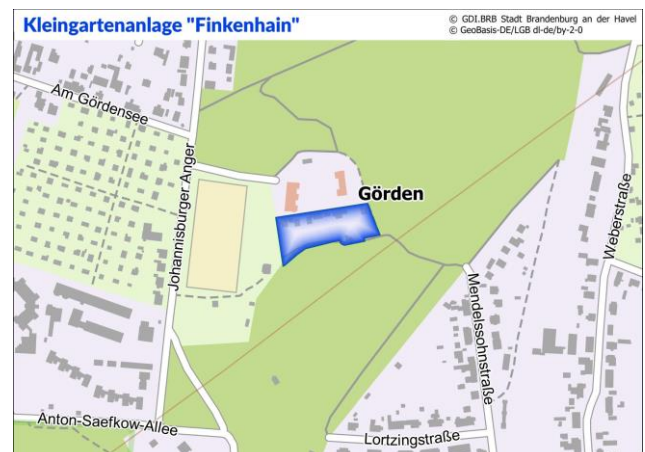 Kleingartenanlage "Finkenhain"
© GDI.BRB Stadt Brandenburg an der Havel
© GeoBasis-DE/LGB dl-de/by-2-0
Am Gördensee
Johannisburger Anger
Görden
Weberstraße
Mendelssohnstraße
Anton-Saefkow-Allee
Lortzingstraße